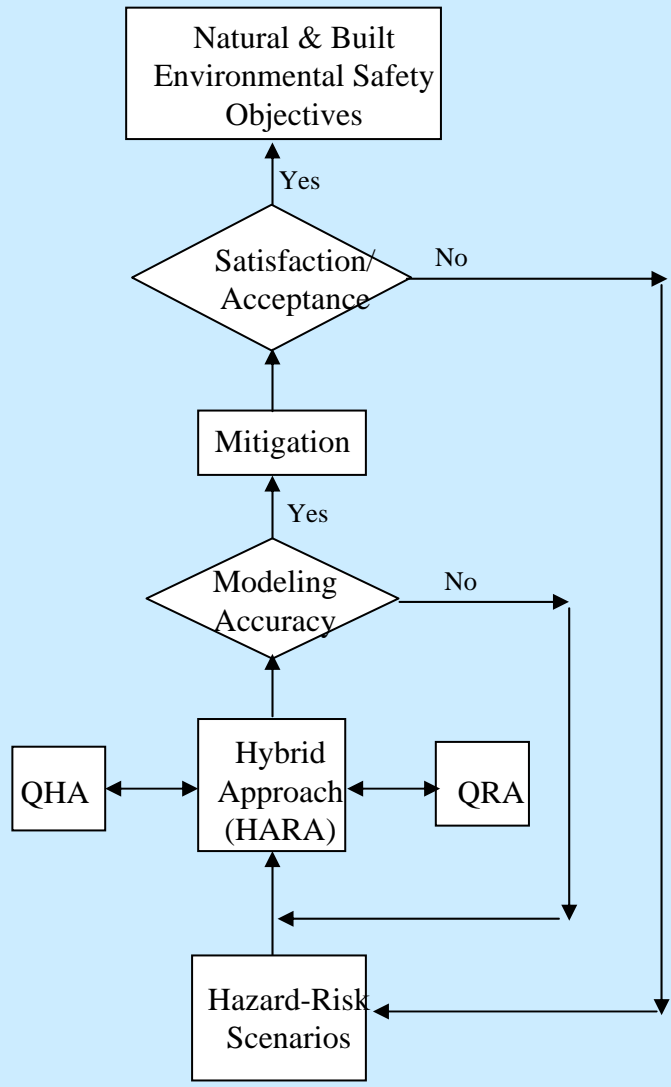 Natural & Built
Environmental Safety
Objectives
Yes
Satisfaction/
Acceptance
No
Mitigation
Yes
Modeling
Accuracy
No
Hybrid
Approach
(HARA)
QHA
QRA
Hazard-Risk
Scenarios